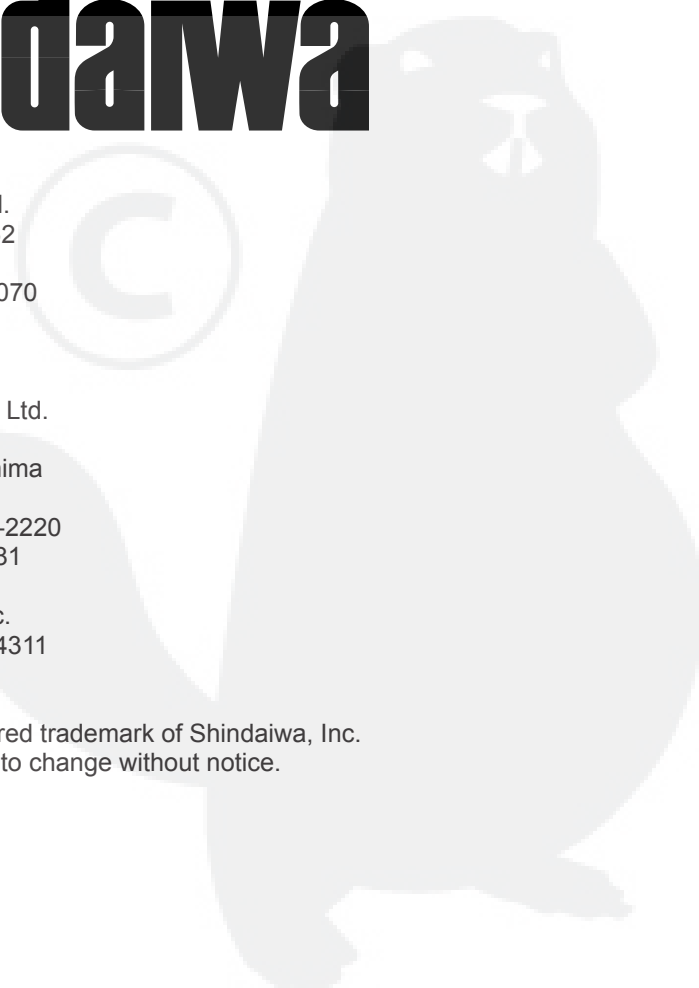 daiwa
©
l.
2
070
Ltd.
ima
-2220
31
c.
4311
red trademark of Shindaiwa, Inc.
to change without notice.